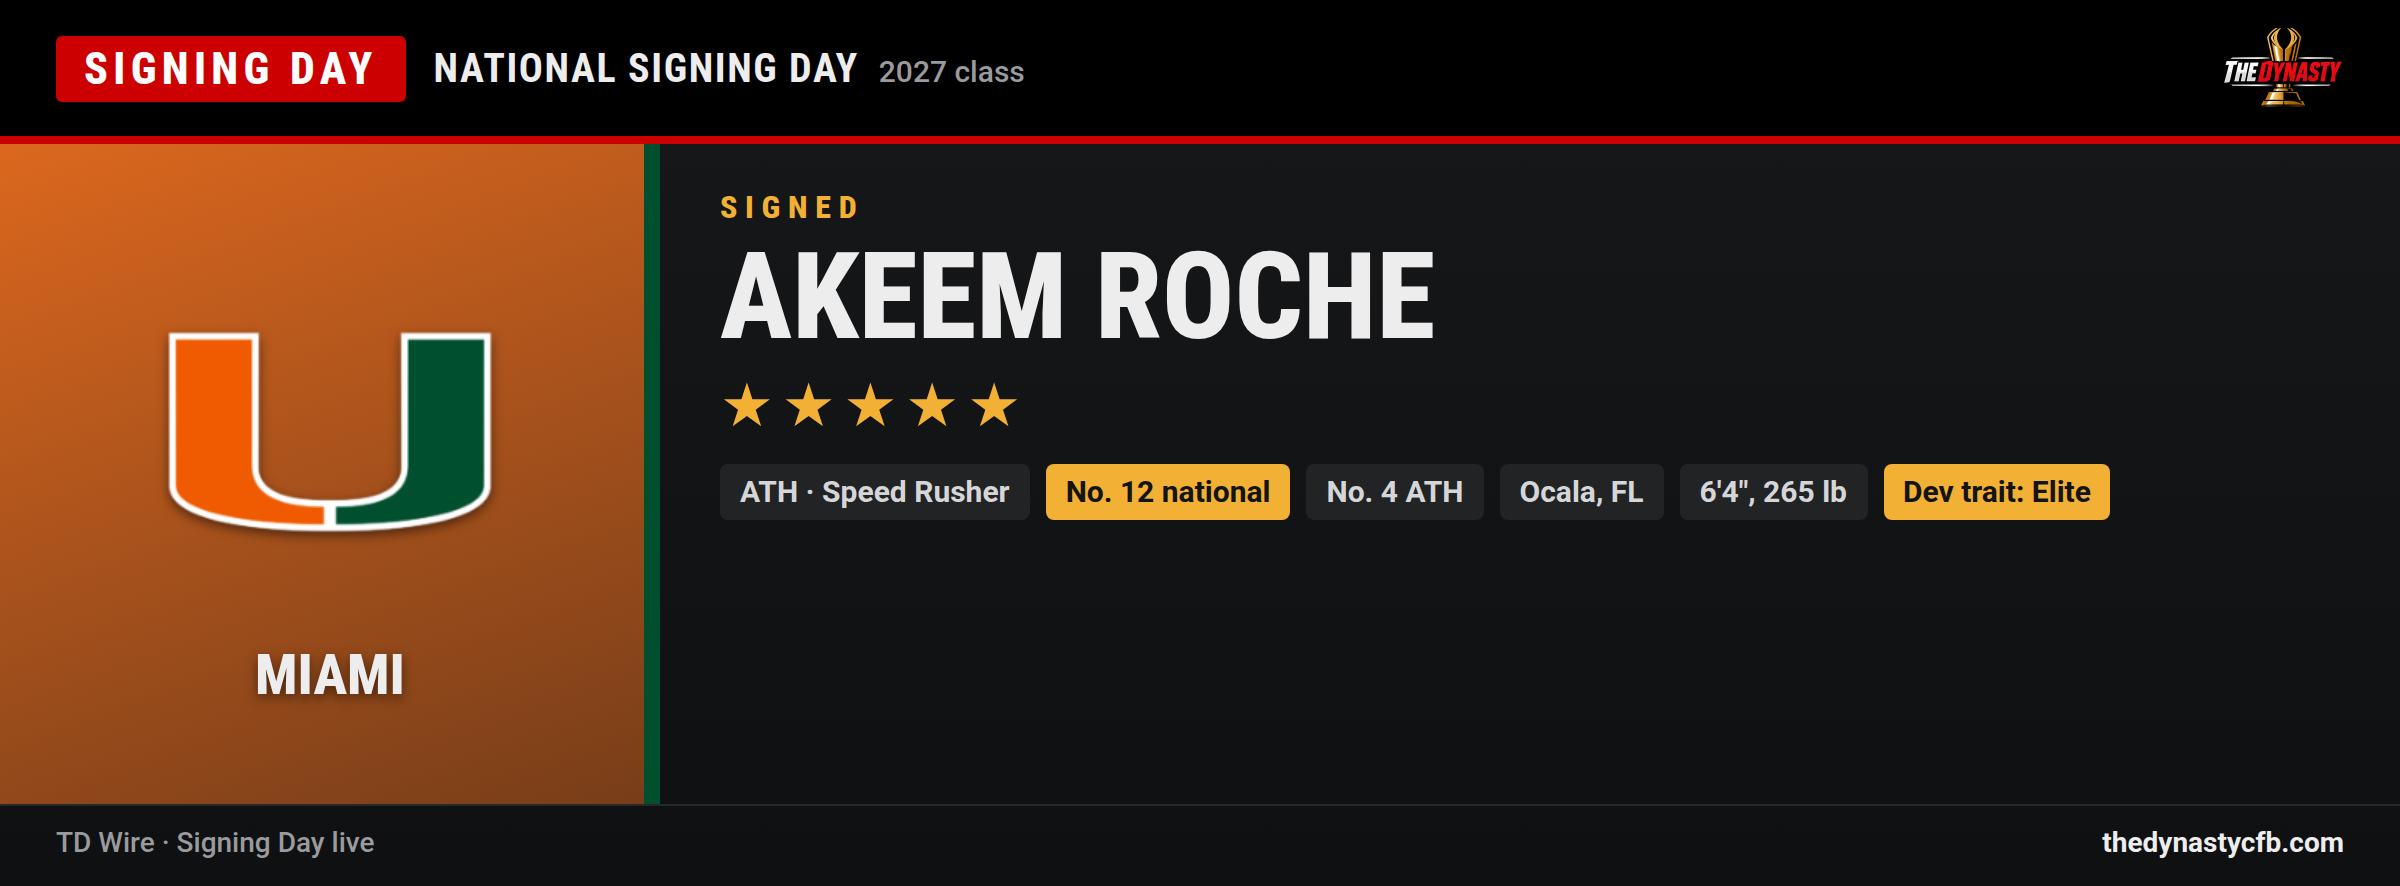 SIGNING DAY NATIONAL SIGNING DAY 2027 class
THE DYNASTY
SIGNED
AKEEM ROCHE
ATH · Speed Rusher No. 12 national No. 4 ATH Ocala, FL 6'4", 265 lb Dev trait: Elite
MIAMI
TD Wire · Signing Day live
thedynastycfb.com